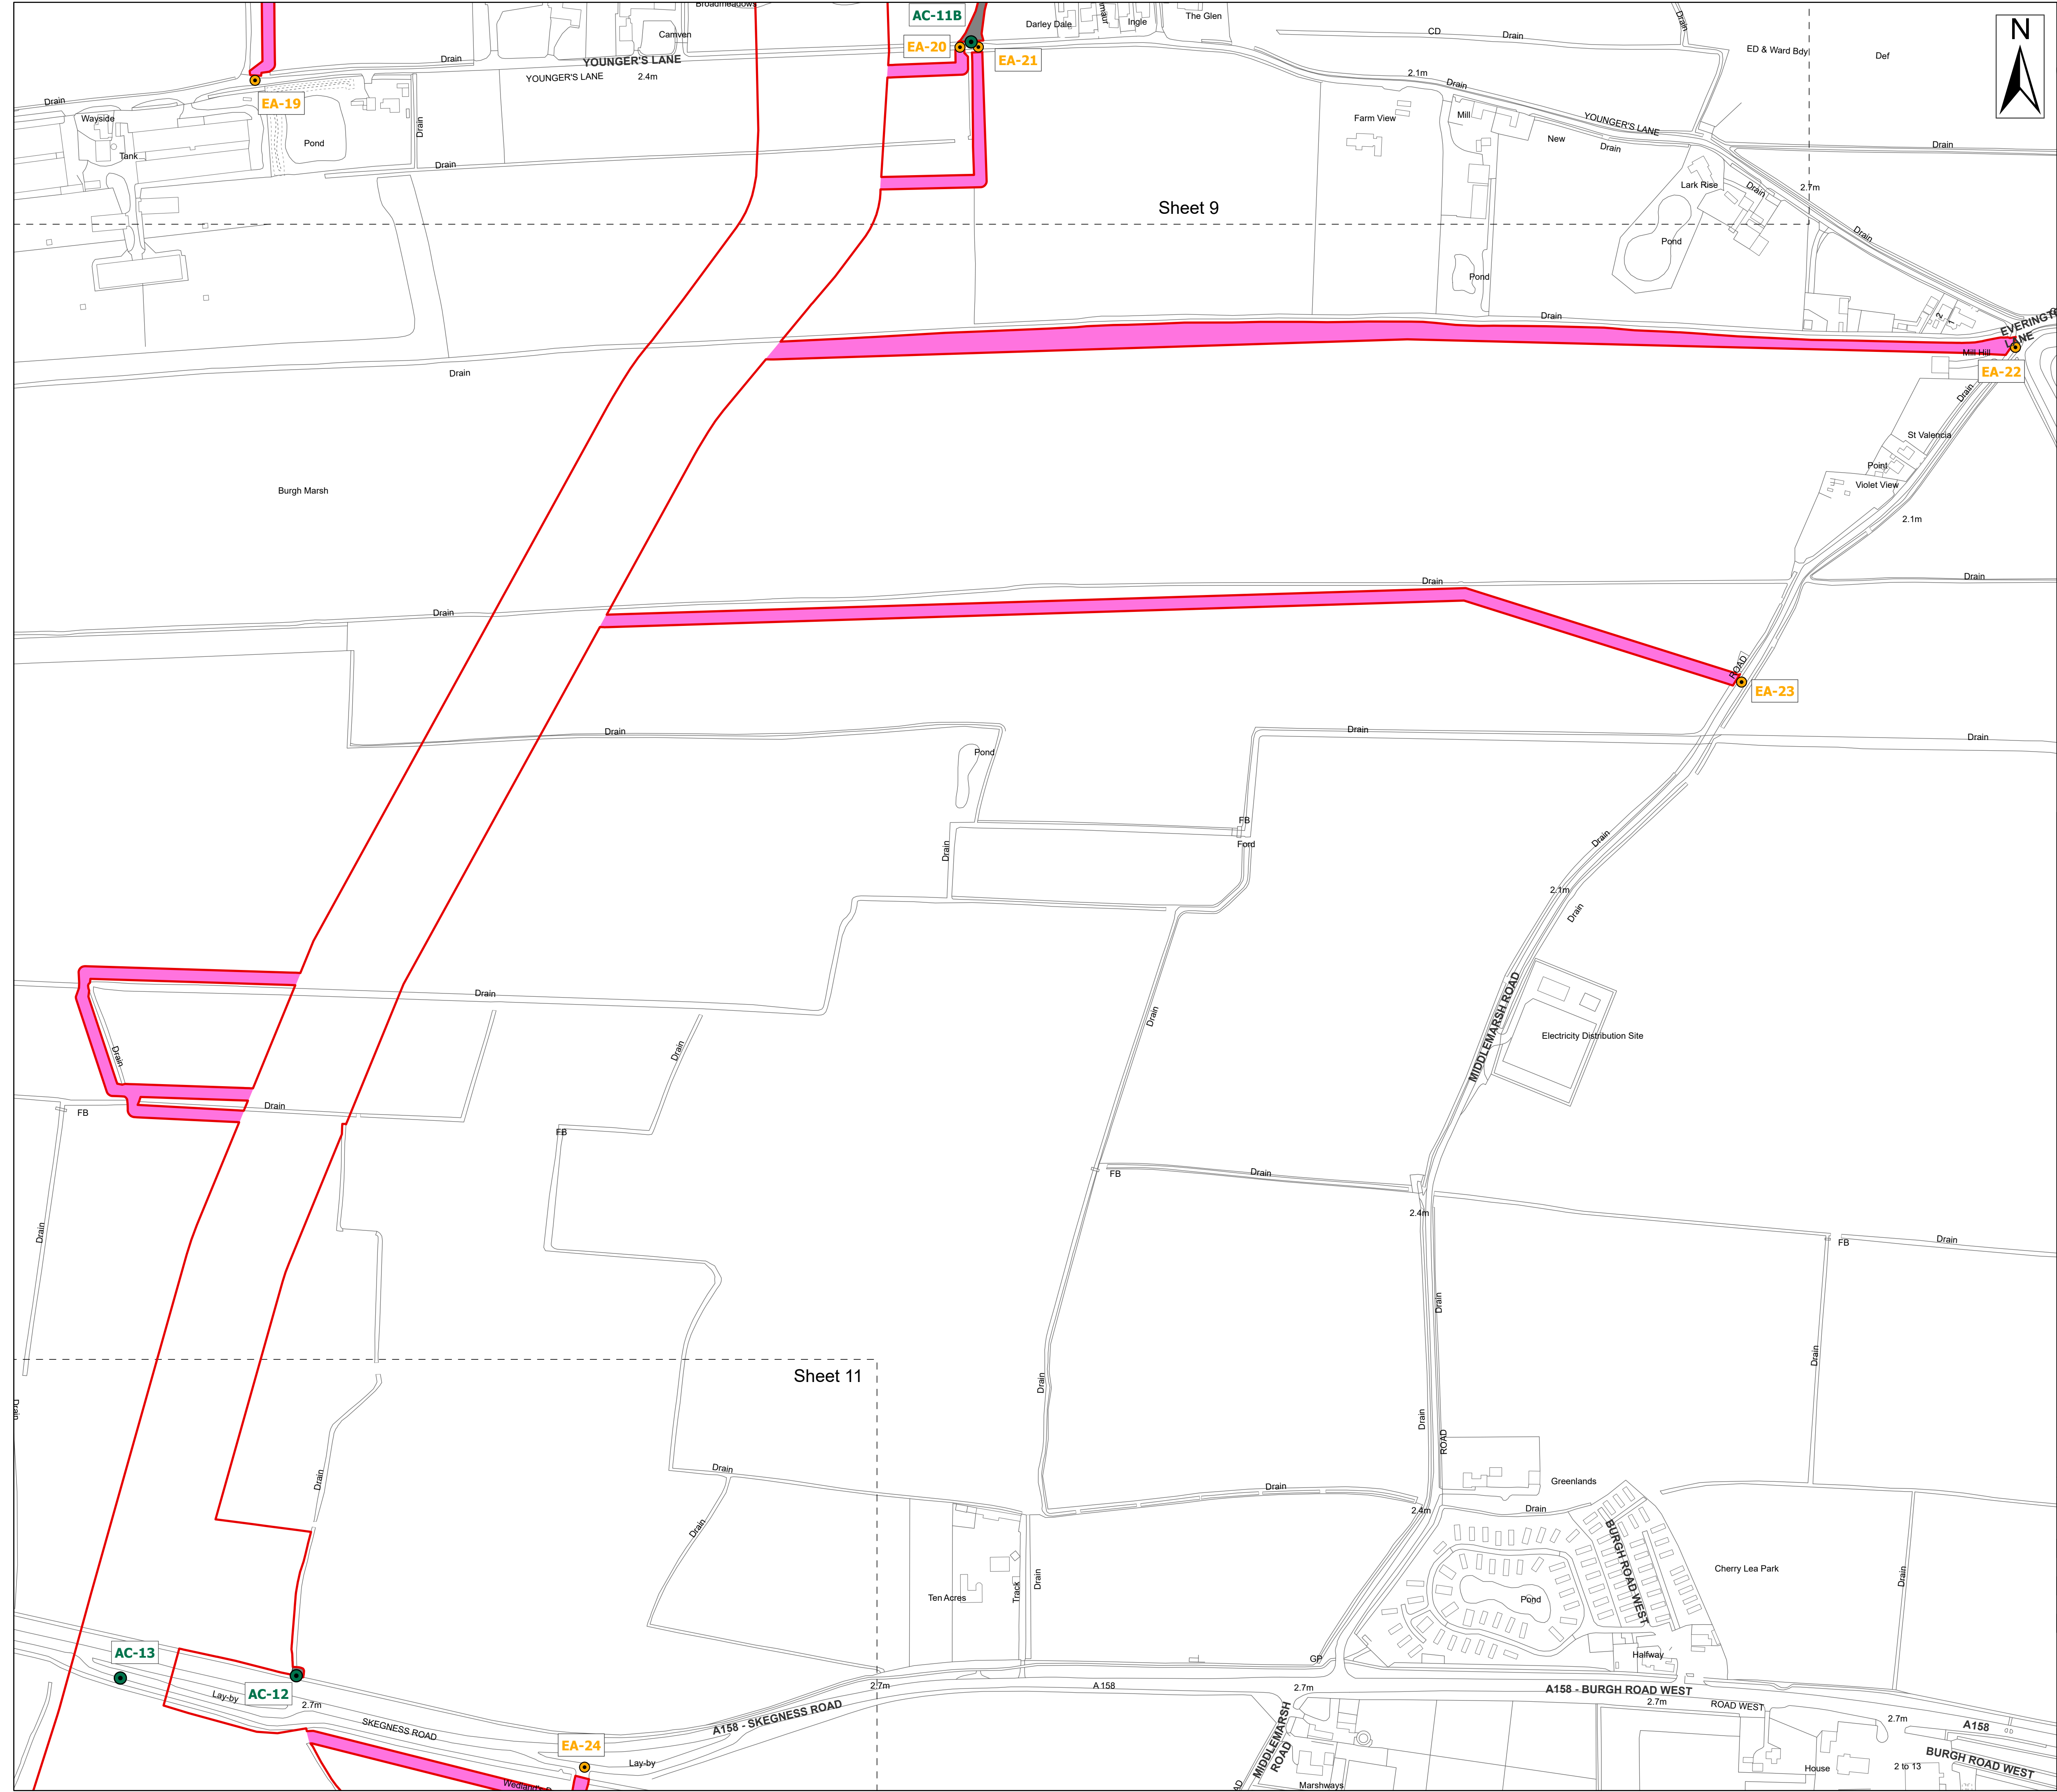 AC-11B
Darley Dale
Ingle
The Glen
N
Camven
EA-20
CD
Drain
Drain
ED & Ward Bdy
Def
Drain
YOUNGER'S LANE
EA-21
YOUNGER'S LANE
2.4m
2.1m
Drain
Drain
EA-19
Wayside
Farm View
Mill
YOUNGER'S LANE
Drain
Pond
New
Drain
Drain
Tank
Drain
Lark Rise
Drain
2.7m
Sheet 9
Drain
Pond
Pond
Drain
2
1
LANE
Mill Hill
Drain
EA-22
Drain
St Valencia
Point
Violet View
Burgh Marsh
2.1m
Drain
Drain
Drain
ROAD
EA-23
Drain
Drain
Drain
Pond
FB
Drain
Ford
Drain
2.1m
Drain
Drain
MIDDLEMARSH ROAD
Drain
Electricity Distribution Site
Drain
Drain
Drain
FB
FB
Drain
FB
2.4m
Drain
Drain
FB
Drain
Drain
Drain
Sheet 11
Drain
Drain
Drain
ROAD
Drain
Drain
Drain
Greenlands
2.4m
Drain
Drain
BURGH ROAD WEST
Cherry Lea Park
Drain
Drain
Track
Ten Acres
Pond
AC-13
GP
Halfway
AC-12
Lay-by
2.7m
2.7m
A 158
2.7m
A158 - BURGH ROAD WEST
2.7m
ROAD WEST
SKEGNESS ROAD
A158 - SKEGNESS ROAD
2.7m
A158
EA-24
Lay-by
MIDDLEMARSH
ROAD
BURGH ROAD WEST
House
2 to 13
Marshways